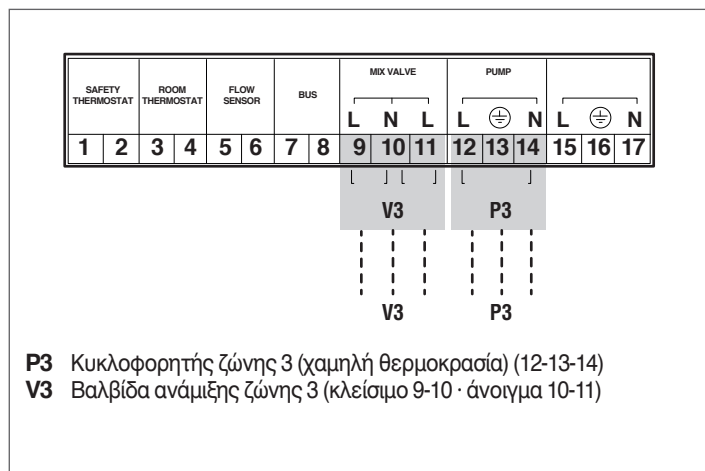 MIX VALVE PUMP
SAFETY THERMOSTAT ROOM THERMOSTAT FLOW SENSOR BUS
L N L L N L N
1 2 3 4 5 6 7 8 9 10 11 12 13 14 15 16 17
V3 P3
V3 P3
P3 Κυκλοφορητής ζώνης 3 (χαμηλή θερμοκρασία) (12-13-14)
V3 Βαλβίδα ανάμιξης ζώνης 3 (κλείσιμο 9-10 · άνοιγμα 10-11)